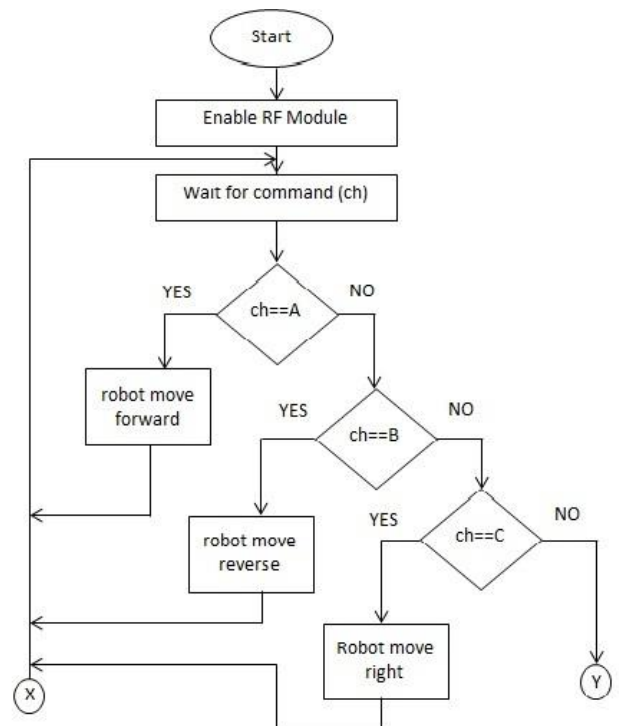 Start
Enable RF Module
Wait for command (ch)
YES
NO
ch==A
robot move
forward
YES
NO
ch==B
robot move
reverse
YES
NO
ch==C
Robot move
right
X
Y